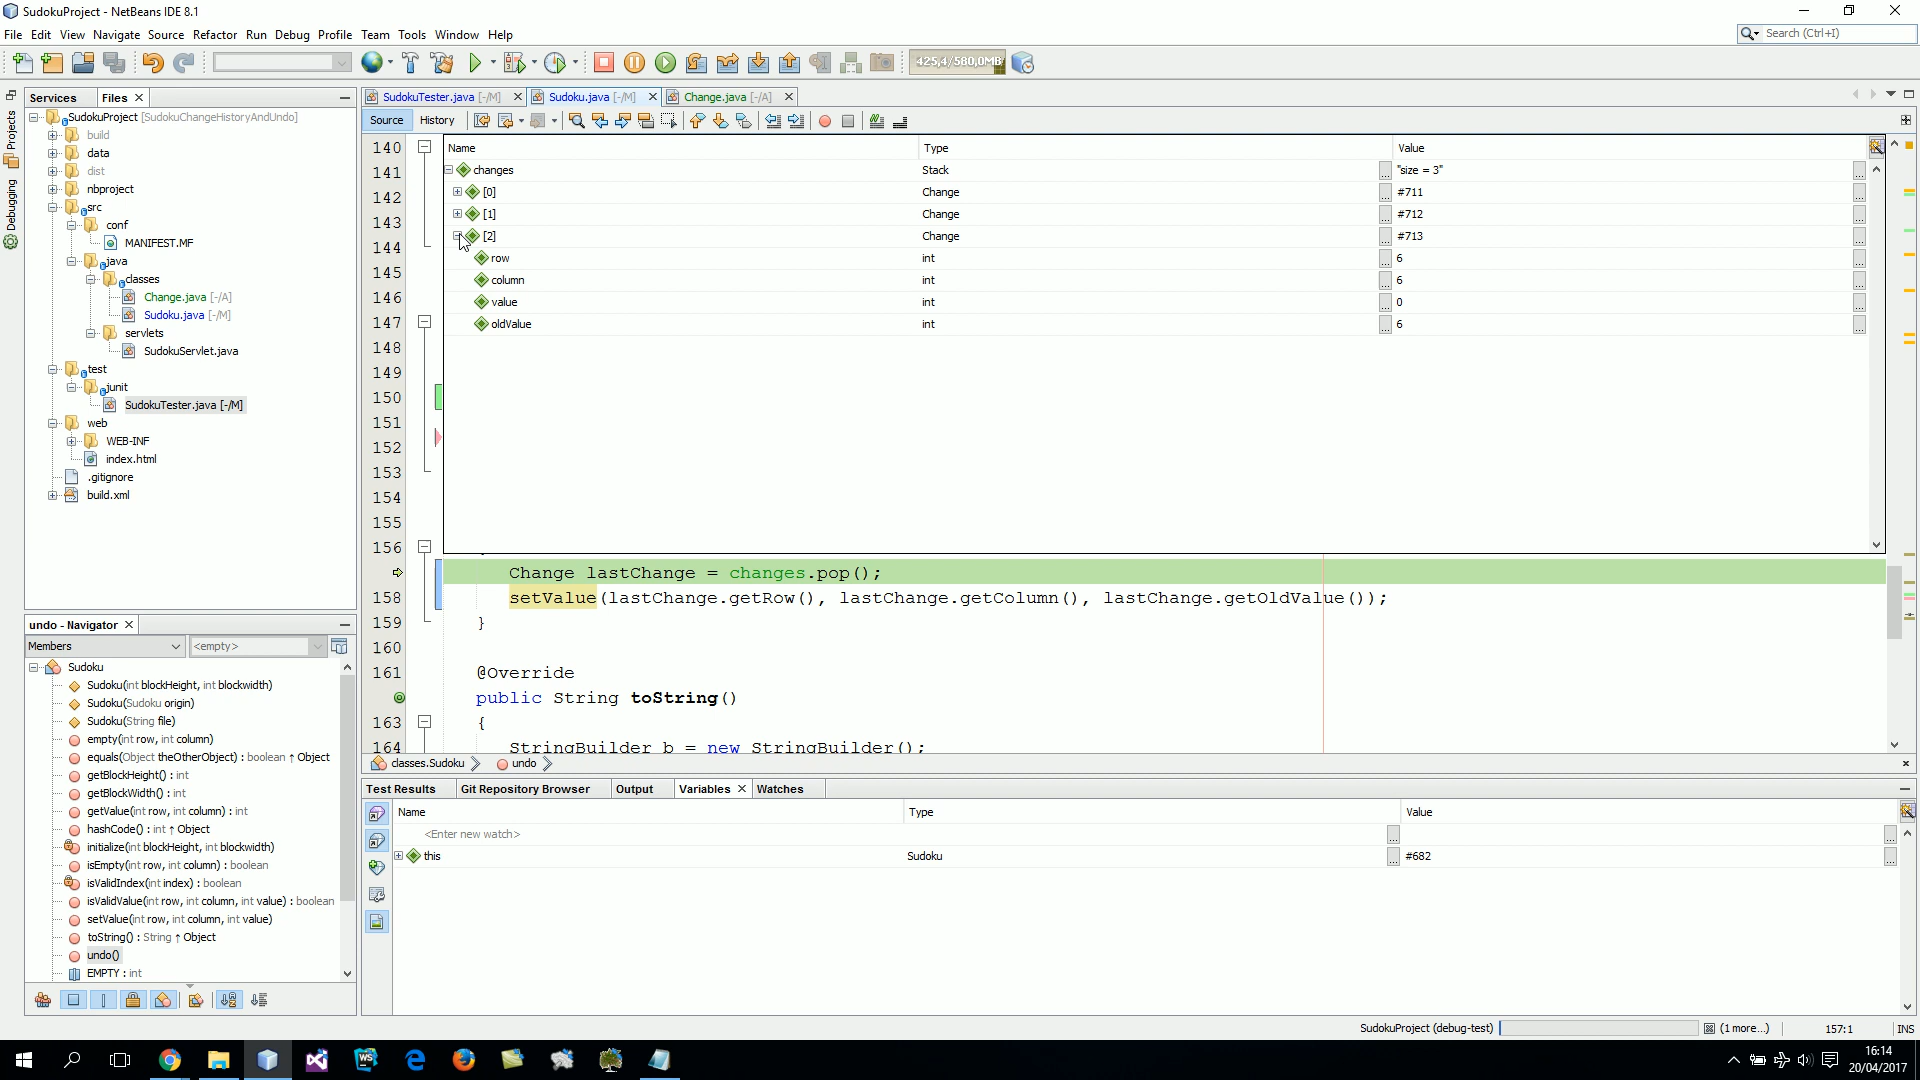 SudokuProject - NetBeans IDE 8.1
File Edit View Navigate Source Refactor Run Debug Profile Team Tools Window Help
Search (Ctrl+I)
425,4/580,0MB
Services Files
SudokuTester.java [-/M] Sudoku.java [-/M] Change.java [-/A]
Source History
Projects
Debugging
SudokuProject [SudokuChangeHistoryAndUndo]
build
data
dist
nbproject
src
conf
MANIFEST.MF
java
classes
Change.java [-/A]
Sudoku.java [-/M]
servlets
SudokuServlet.java
test
junit
SudokuTester.java [-/M]
web
WEB-INF
index.html
.gitignore
build.xml
140
141
142
143
144
145
146
147
148
149
150
151
152
153
154
155
156
Name Type Value
changes Stack "size = 3"
[0] Change #711
[1] Change #712
[2] Change #713
row int 6
column int 6
value int 0
oldValue int 6
Change lastChange = changes.pop();
158 setValue(lastChange.getRow(), lastChange.getColumn(), lastChange.getOldValue());
159 }
160
161 @Override
public String toString()
163 {
164 StringBuilder b = new StringBuilder();
classes.Sudoku undo
undo - Navigator
Members <empty>
Sudoku
Sudoku(int blockHeight, int blockwidth)
Sudoku(Sudoku origin)
Sudoku(String file)
empty(int row, int column)
equals(Object theOtherObject) : boolean ↑ Object
getBlockHeight() : int
getBlockWidth() : int
getValue(int row, int column) : int
hashCode() : int ↑ Object
initialize(int blockHeight, int blockwidth)
isEmpty(int row, int column) : boolean
isValidIndex(int index) : boolean
isValidValue(int row, int column, int value) : boolean
setValue(int row, int column, int value)
toString() : String ↑ Object
undo()
EMPTY : int
Test Results Git Repository Browser Output Variables Watches
Name Type Value
<Enter new watch>
this Sudoku #682
SudokuProject (debug-test) (1 more...) 157:1 INS
16:14
20/04/2017